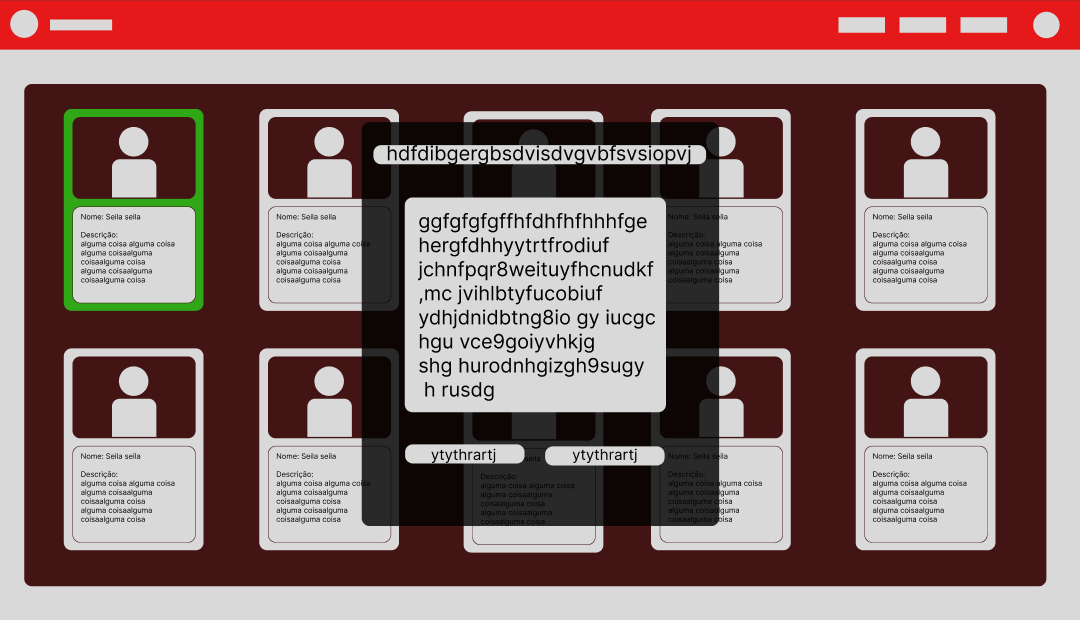 hdfdibgergbsdvisdvgvbfsvsiopvj
ggfgfgfgffhfdhfhfhhhfge
hergfdhhyytrtfrodiuf
jchnfpqr8weituyfhcnudkf
,mc jvihlbtyfucobiuf
ydhjdnidbtng8io gy iucgc
hgu vce9goiyvhkjg
shg hurodnhgizgh9sugy
h rusdg
ytythrartj
ytythrartj
Nome: Seila seila
Descrição:
alguma coisa alguma coisa
alguma coisaalguma
coisaalguma coisa
alguma coisaalguma
coisaalguma coisa
Nome: Seila seila
Descrição:
alguma coisa alguma coisa
alguma coisaalguma
coisaalguma coisa
alguma coisaalguma
coisaalguma coisa
Nome: Seila seila
Descrição:
alguma coisa alguma coisa
alguma coisaalguma
coisaalguma coisa
alguma coisaalguma
coisaalguma coisa
Nome: Seila seila
Descrição:
alguma coisa alguma coisa
alguma coisaalguma
coisaalguma coisa
alguma coisaalguma
coisaalguma coisa
Nome: Seila seila
Descrição:
alguma coisa alguma coisa
alguma coisaalguma
coisaalguma coisa
alguma coisaalguma
coisaalguma coisa
Nome: Seila seila
Descrição:
alguma coisa alguma coisa
alguma coisaalguma
coisaalguma coisa
alguma coisaalguma
coisaalguma coisa
seila
Descrição:
alguma coisa alguma coisa
alguma coisaalguma
coisaalguma coisa
alguma coisaalguma
coisaalguma coisa
Nome: Seila seila
Descrição:
alguma coisa alguma coisa
alguma coisaalguma
coisaalguma coisa
alguma coisaalguma
coisaalguma coisa
Nome: Seila seila
Descrição:
alguma coisa alguma coisa
alguma coisaalguma
coisaalguma coisa
alguma coisaalguma
coisaalguma coisa